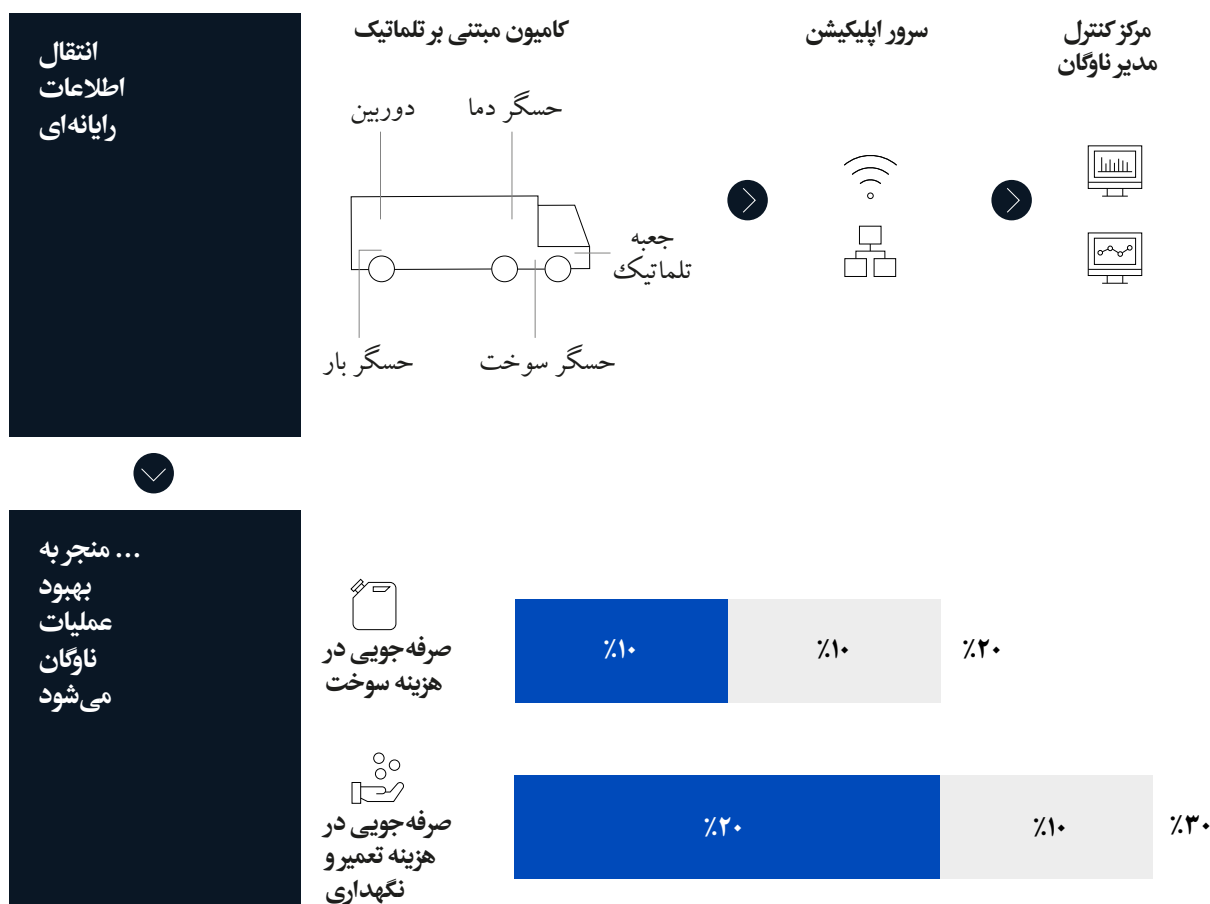 انتقال
اطلاعات
رایانه‌ای
کامیون مبتنی بر تلماتیک
سرور اپلیکیشن
مرکز کنترل
مدیر ناوگان
دوربین
حسگر دما
جعبه
تلماتیک
حسگر بار
حسگر سوخت
... منجر به
بهبود
عملیات
ناوگان
می‌شود
صرفه‌جویی در
هزینه سوخت
٪۱۰
٪۱۰
٪۲۰
صرفه‌جویی در
هزینه تعمیر و
نگهداری
٪۲۰
٪۱۰
٪۳۰